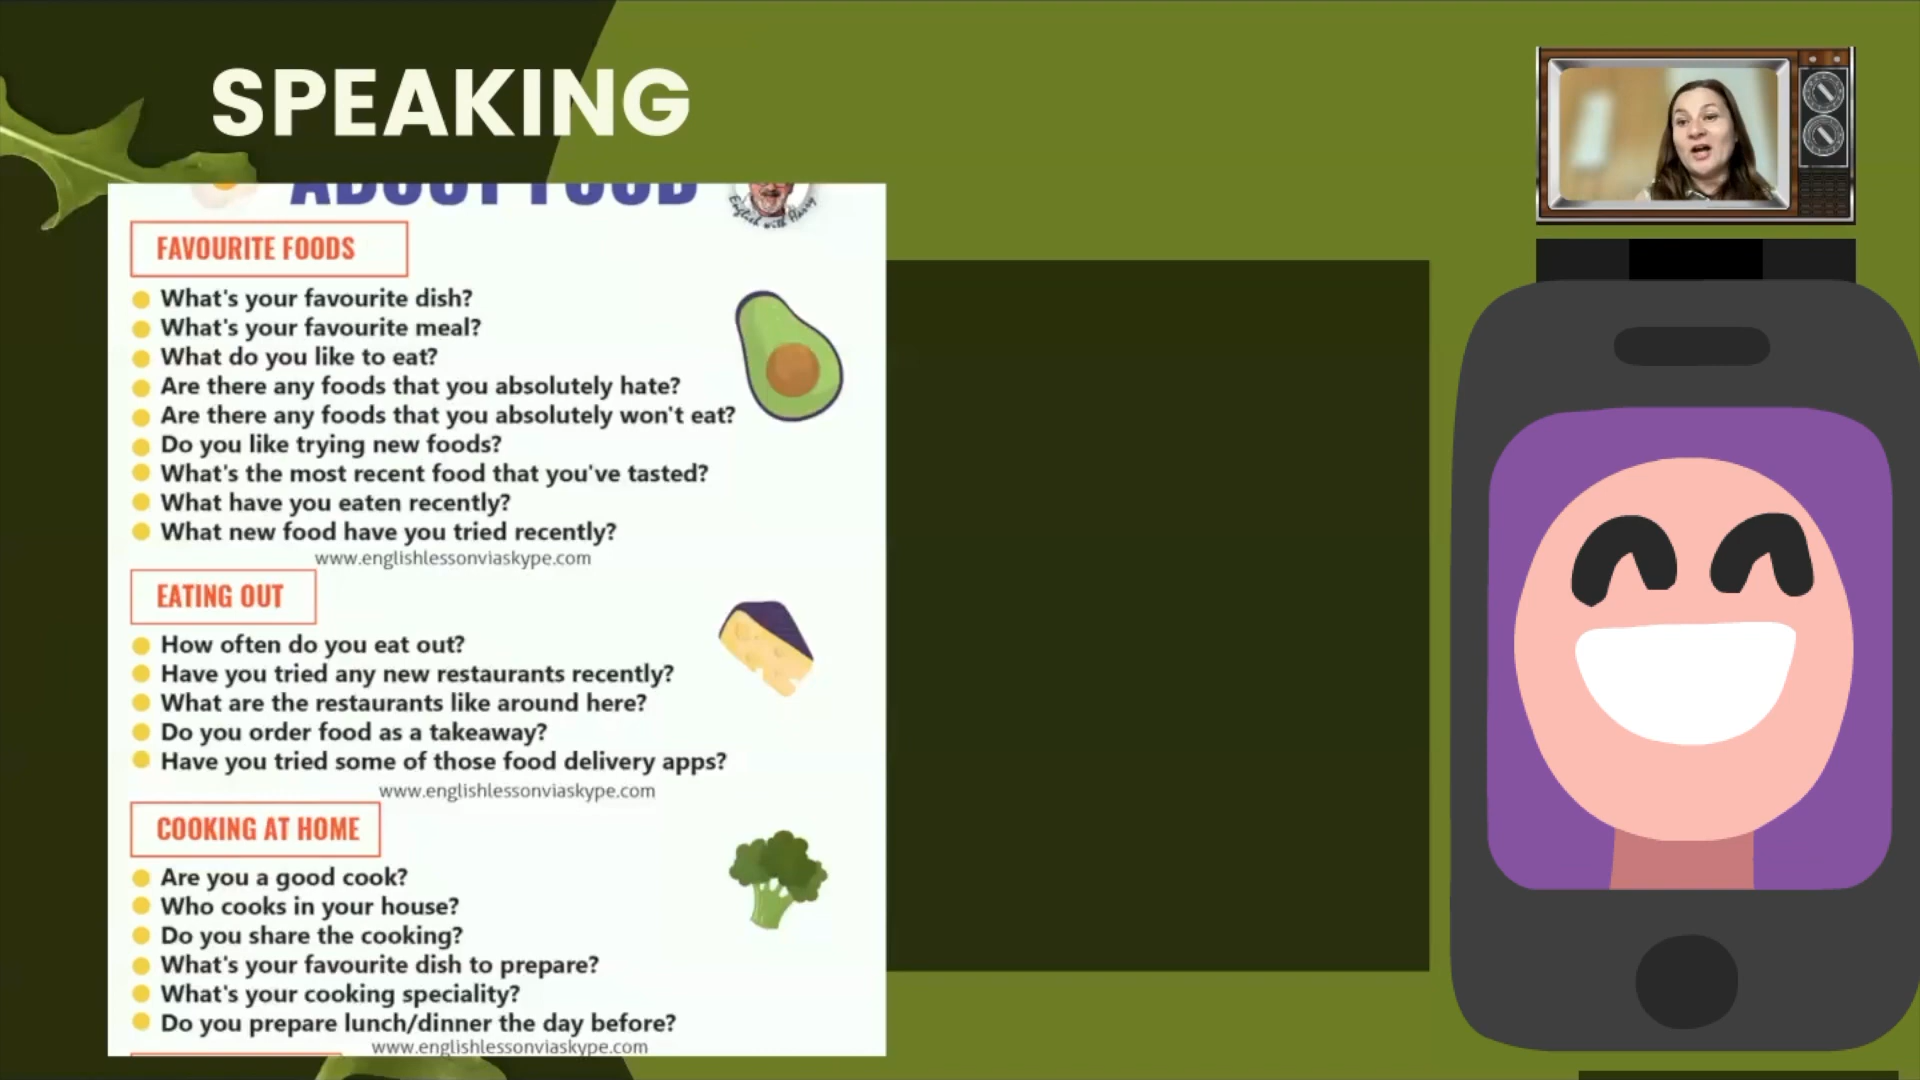 SPEAKING
ABOUT FOOD
English with Harry
FAVOURITE FOODS
What's your favourite dish?
What's your favourite meal?
What do you like to eat?
Are there any foods that you absolutely hate?
Are there any foods that you absolutely won't eat?
Do you like trying new foods?
What's the most recent food that you've tasted?
What have you eaten recently?
What new food have you tried recently?
www.englishlessonviaskype.com
EATING OUT
How often do you eat out?
Have you tried any new restaurants recently?
What are the restaurants like around here?
Do you order food as a takeaway?
Have you tried some of those food delivery apps?
www.englishlessonviaskype.com
COOKING AT HOME
Are you a good cook?
Who cooks in your house?
Do you share the cooking?
What's your favourite dish to prepare?
What's your cooking speciality?
Do you prepare lunch/dinner the day before?
www.englishlessonviaskype.com